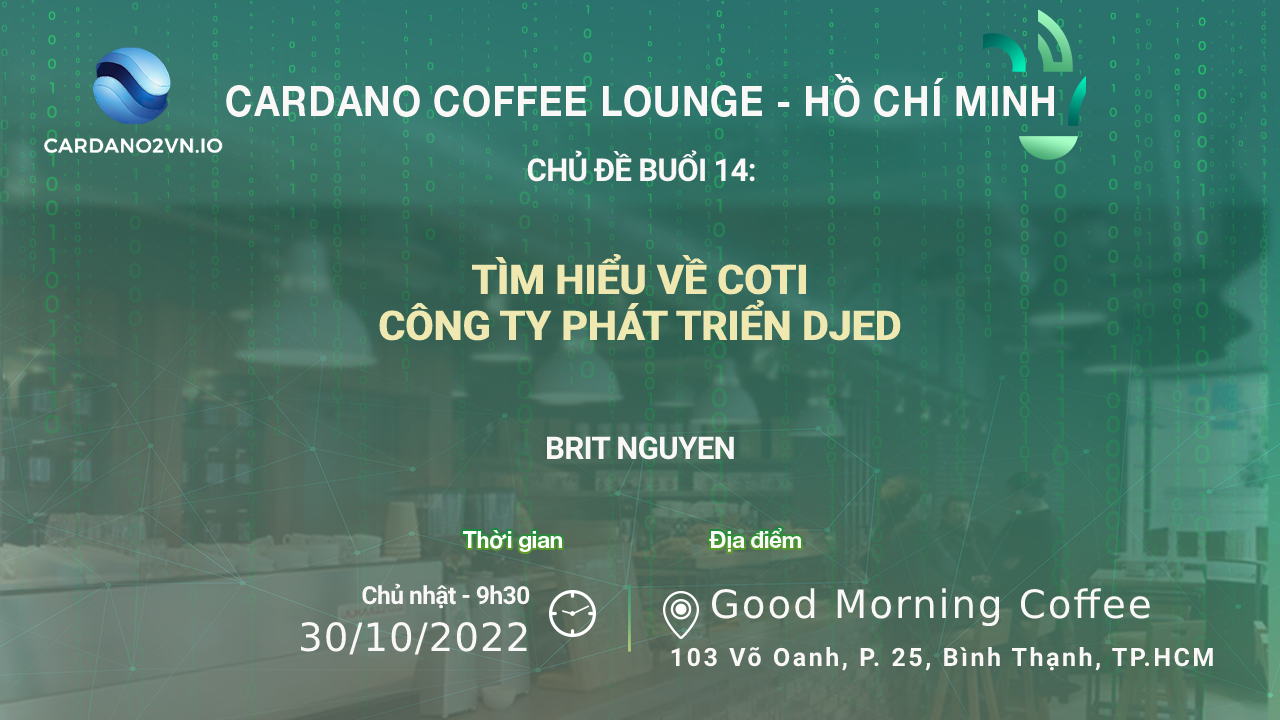 CARDANO2VN.IO
CARDANO COFFEE LOUNGE - HỒ CHÍ MINH
CHỦ ĐỀ BUỔI 14:
TÌM HIỂU VỀ COTI
CÔNG TY PHÁT TRIỂN DJED
BRIT NGUYEN
Thời gian
Chủ nhật - 9h30
30/10/2022
Địa điểm
Good Morning Coffee
103 Võ Oanh, P. 25, Bình Thạnh, TP.HCM